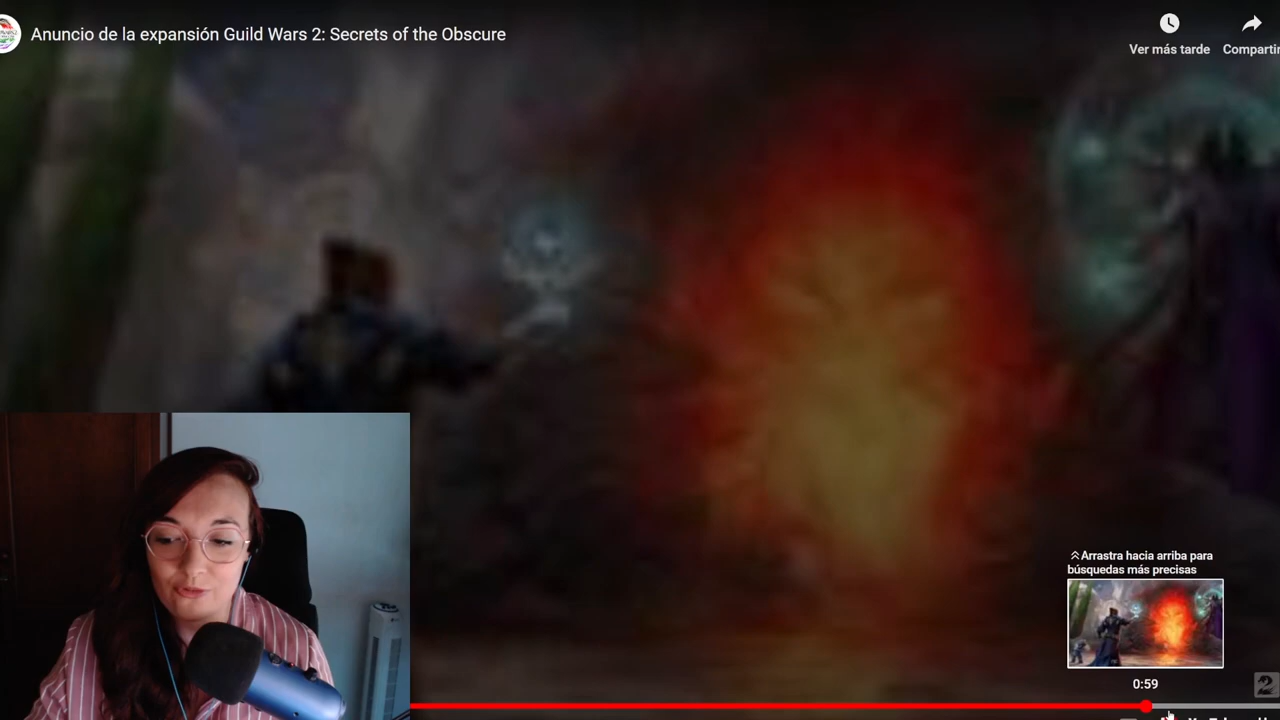 Anuncio de la expansión Guild Wars 2: Secrets of the Obscure
Ver más tarde
Compartir
Arrastra hacia arriba para
búsquedas más precisas
0:59
2